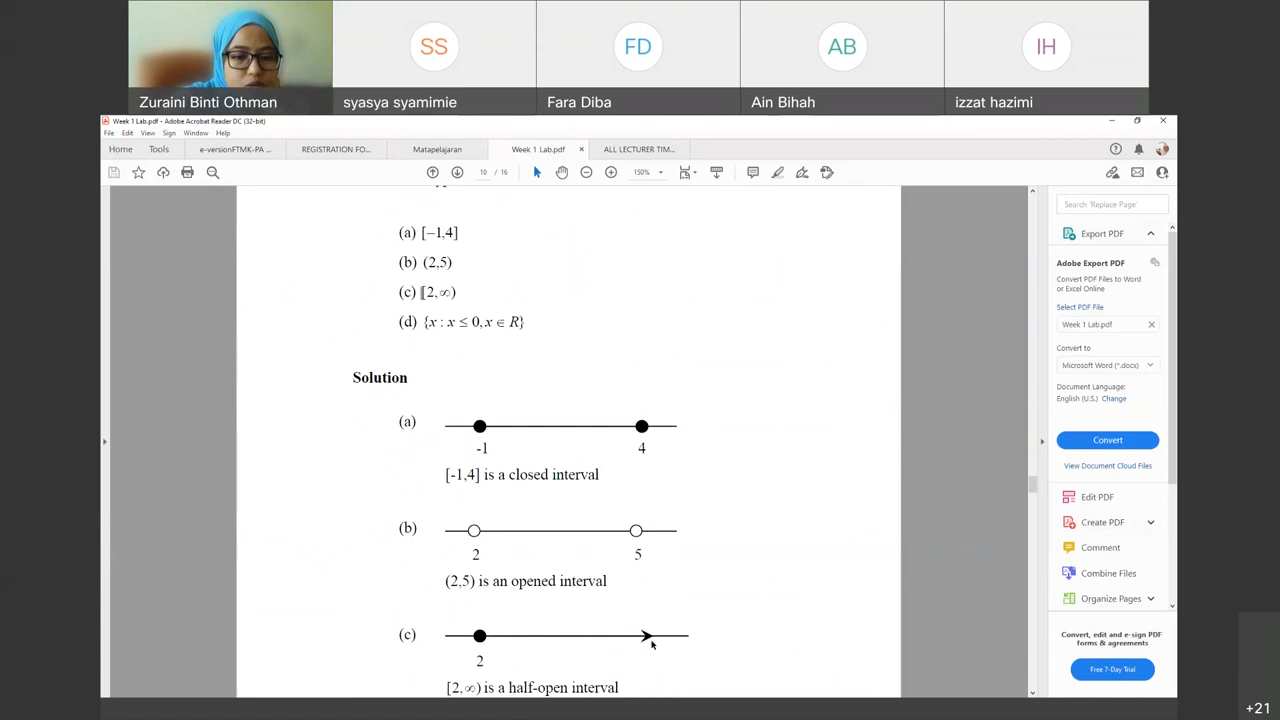 SS
FD
AB
IH
Zuraini Binti Othman
syasya syamimie
Fara Diba
Ain Bihah
izzat hazimi
Week 1 Lab.pdf - Adobe Acrobat Reader DC (32-bit)
File Edit View Sign Window Help
Home Tools e-versionFTMK-PA ... REGISTRATION FO... Matapelajaran Week 1 Lab.pdf × ALL LECTURER TIM...
10 / 16 150%
(a) [−1,4]
(b) (2,5)
(c) [2,∞)
(d) {x : x ≤ 0, x ∈ R}
Solution
(a)
-1 4
[-1,4] is a closed interval
(b)
2 5
(2,5) is an opened interval
(c)
2
[2,∞) is a half-open interval
Search 'Replace Page'
Export PDF
Adobe Export PDF
Convert PDF Files to Word
or Excel Online
Select PDF File
Week 1 Lab.pdf
Convert to
Microsoft Word (*.docx)
Document Language:
English (U.S.) Change
Convert
View Document Cloud Files
Edit PDF
Create PDF
Comment
Combine Files
Organize Pages
Convert, edit and e-sign PDF
forms & agreements
Free 7-Day Trial
+21